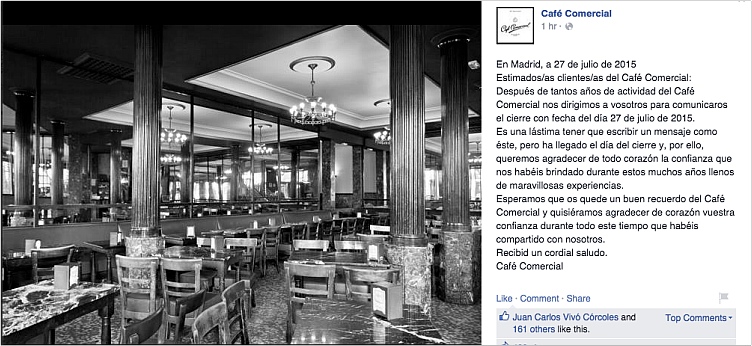 Café Comercial
Café Comercial
1 hr ·
En Madrid, a 27 de julio de 2015
Estimados/as clientes/as del Café Comercial:
Después de tantos años de actividad del Café
Comercial nos dirigimos a vosotros para comunicaros
el cierre con fecha del día 27 de julio de 2015.
Es una lástima tener que escribir un mensaje como
éste, pero ha llegado el día del cierre y, por ello,
queremos agradecer de todo corazón la confianza que
nos habéis brindado durante estos muchos años llenos
de maravillosas experiencias.
Esperamos que os quede un buen recuerdo del Café
Comercial y quisiéramos agradecer de corazón vuestra
confianza durante todo este tiempo que habéis
compartido con nosotros.
Recibid un cordial saludo.
Café Comercial
Like · Comment · Share
Juan Carlos Vivó Córcoles and
161 others like this.
Top Comments